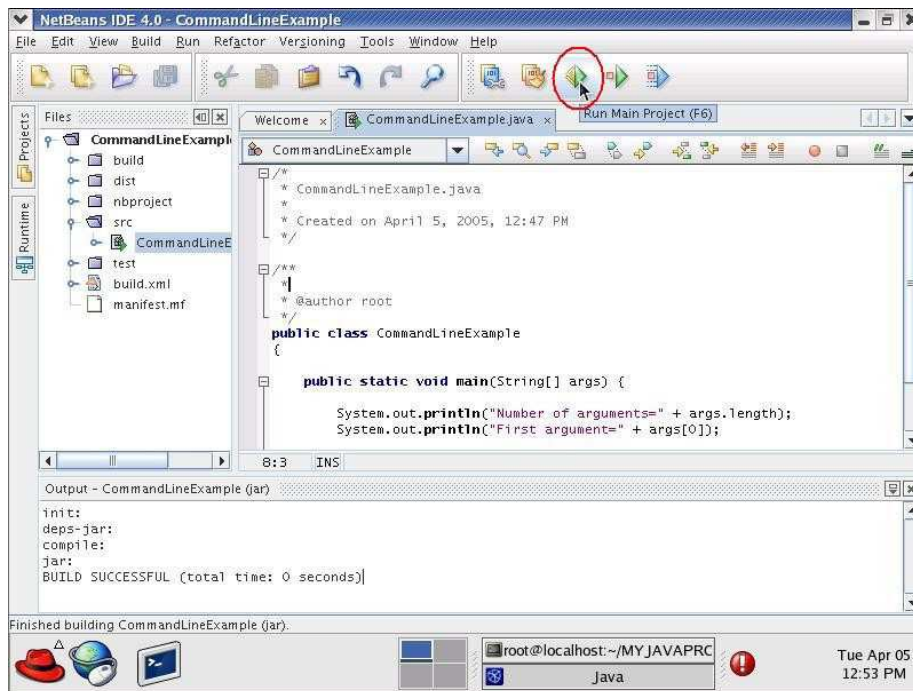 NetBeans IDE 4.0 - CommandLineExample
File Edit View Build Run Refactor Versioning Tools Window Help
Run Main Project (F6)
Projects
Runtime
Files
CommandLineExampl
build
dist
nbproject
src
CommandLineE
test
build.xml
manifest.mf
Welcome x CommandLineExample.java x
CommandLineExample
/*
* CommandLineExample.java
*
* Created on April 5, 2005, 12:47 PM
*/
/**
*
* @author root
*/
public class CommandLineExample
{
public static void main(String[] args) {
System.out.println("Number of arguments=" + args.length);
System.out.println("First argument=" + args[0]);
8:3 INS
Output - CommandLineExample (jar)
init:
deps-jar:
compile:
jar:
BUILD SUCCESSFUL (total time: 0 seconds)
Finished building CommandLineExample (jar).
root@localhost:~/MYJAVAPRC
Java
Tue Apr 05
12:53 PM